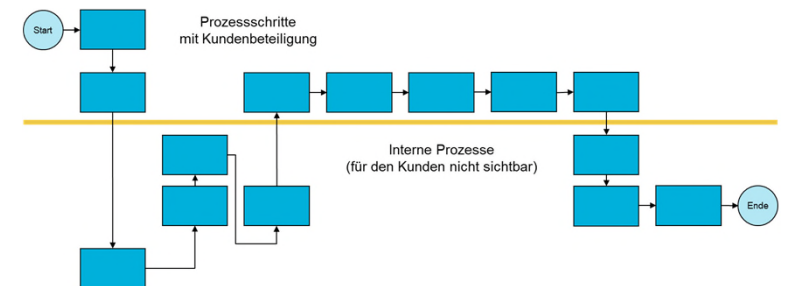 Start
Prozessschritte
mit Kundenbeteiligung
Interne Prozesse
(für den Kunden nicht sichtbar)
Ende